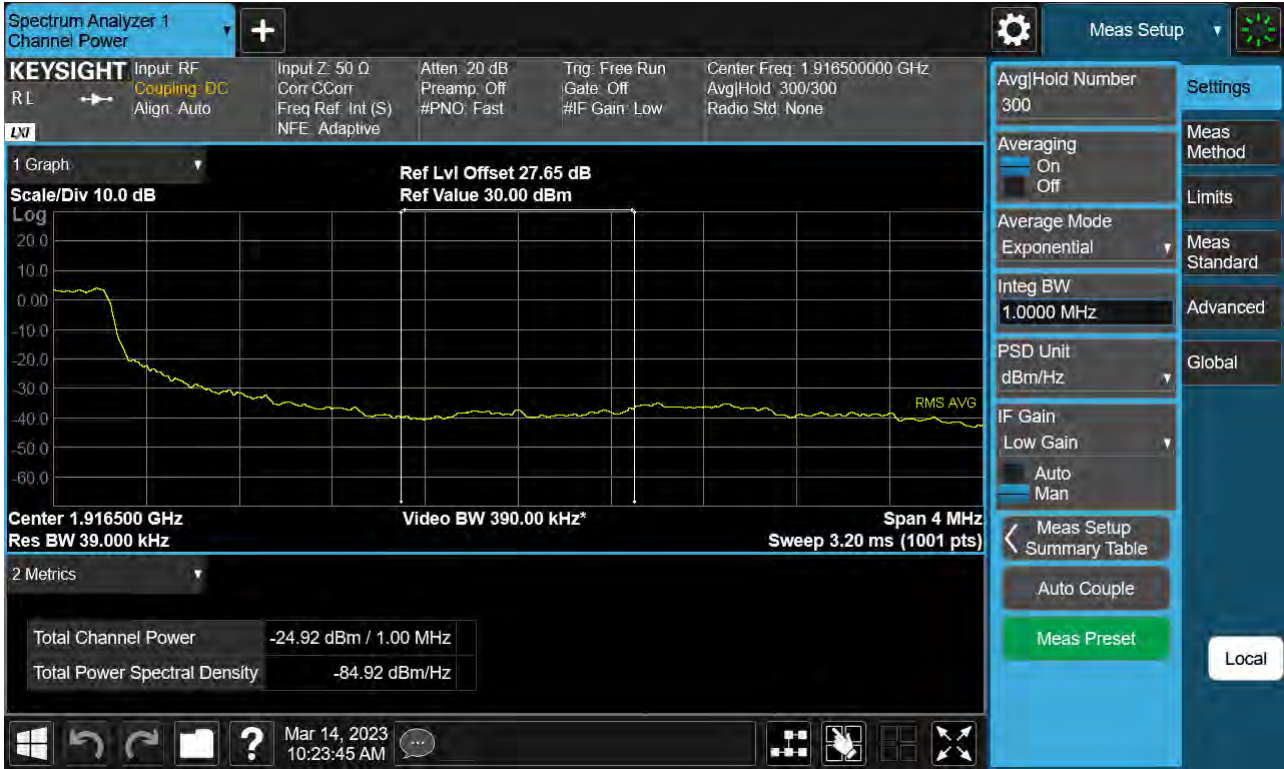 Spectrum Analyzer 1
Channel Power
+
Meas Setup
KEYSIGHT
RL
LXI
Input: RF
Coupling: DC
Align: Auto
Input Z: 50 Ω
Corr CCorr
Freq Ref: Int (S)
NFE: Adaptive
Atten: 20 dB
Preamp: Off
#PNO: Fast
Trig: Free Run
Gate: Off
#IF Gain: Low
Center Freq: 1.916500000 GHz
Avg|Hold: 300/300
Radio Std: None
1 Graph
Scale/Div 10.0 dB
Ref Lvl Offset 27.65 dB
Ref Value 30.00 dBm
Log
20.0
10.0
0.00
-10.0
-20.0
-30.0
-40.0
-50.0
-60.0
RMS AVG
Center 1.916500 GHz
Res BW 39.000 kHz
Video BW 390.00 kHz*
Span 4 MHz
Sweep 3.20 ms (1001 pts)
2 Metrics
Total Channel Power -24.92 dBm / 1.00 MHz
Total Power Spectral Density -84.92 dBm/Hz
Avg|Hold Number
300
Averaging
On
Off
Average Mode
Exponential
Integ BW
1.0000 MHz
PSD Unit
dBm/Hz
IF Gain
Low Gain
Auto
Man
Meas Setup
Summary Table
Auto Couple
Meas Preset
Settings
Meas
Method
Limits
Meas
Standard
Advanced
Global
Local
?
Mar 14, 2023
10:23:45 AM